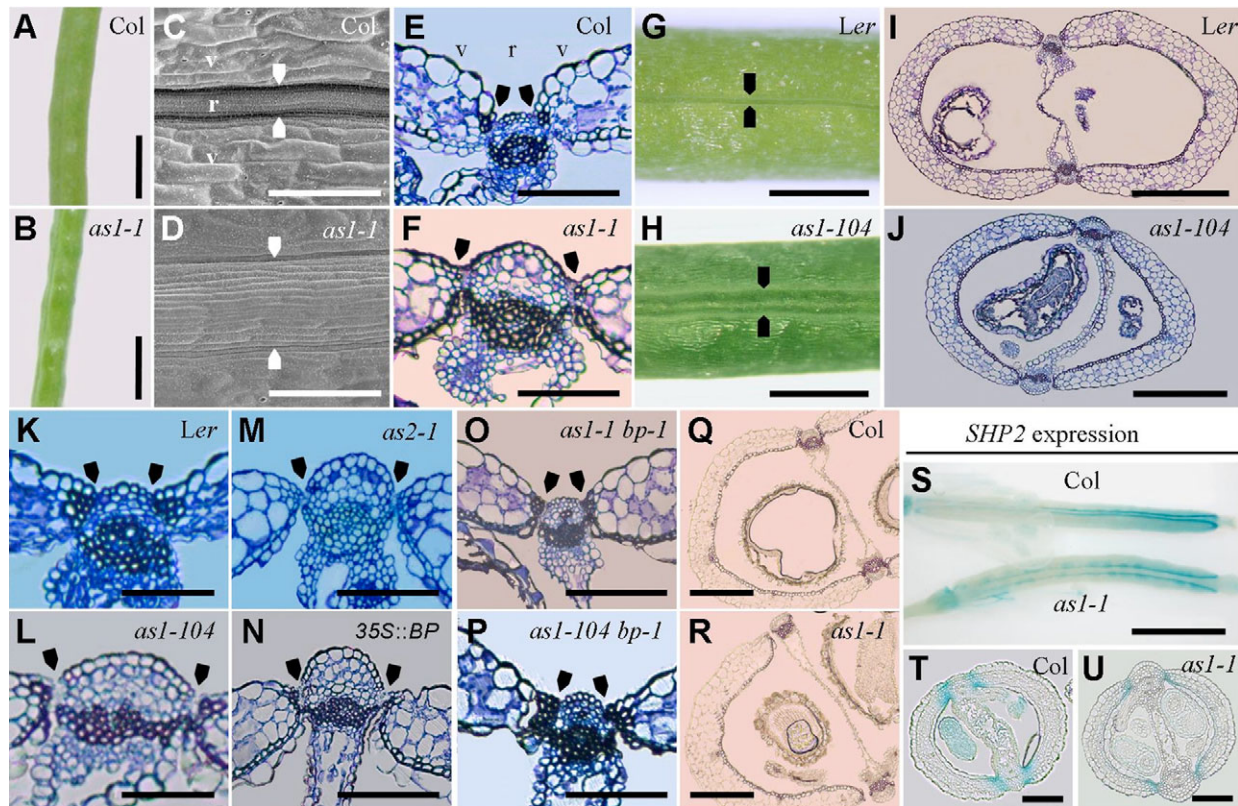 A Col
C Col
v
r
v
E Col
v r v
G Ler
I Ler
B as1-1
D as1-1
F as1-1
H as1-104
J as1-104
K Ler
M as2-1
O as1-1 bp-1
Q Col
SHP2 expression
S Col
as1-1
L as1-104
N 35S::BP
P as1-104 bp-1
R as1-1
T Col
U as1-1